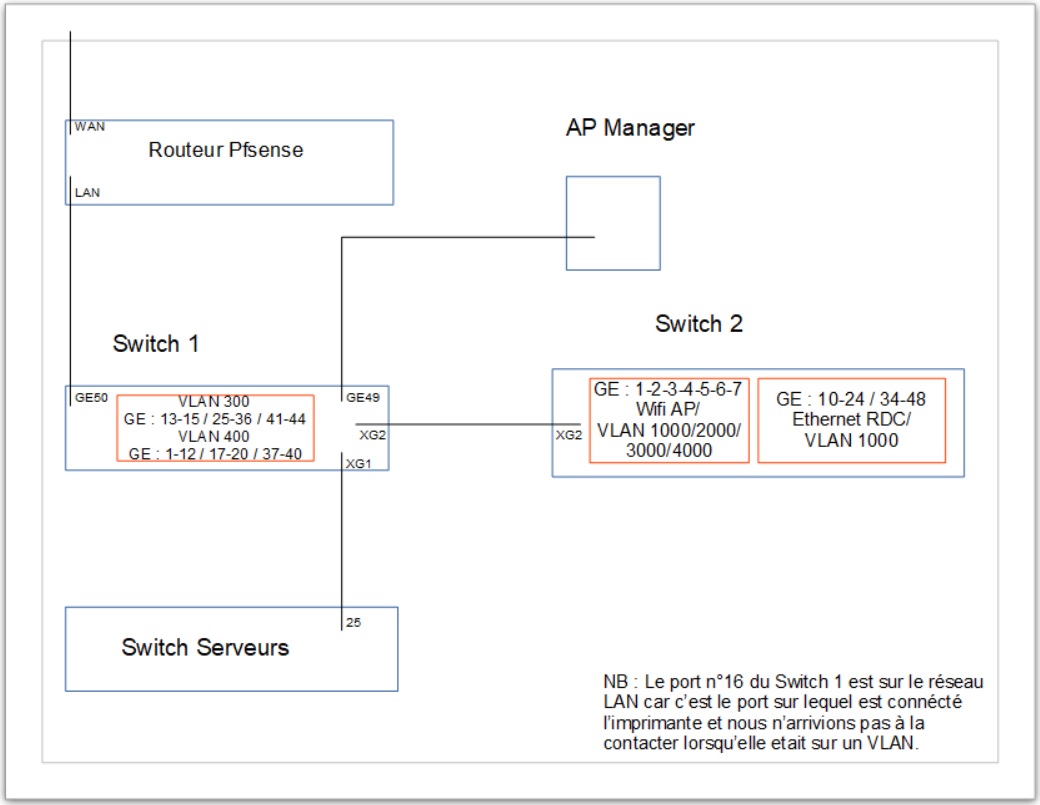 WAN
Routeur Pfsense
LAN
AP Manager
Switch 1
GE50
VLAN 300
GE : 13-15 / 25-36 / 41-44
VLAN 400
GE : 1-12 / 17-20 / 37-40
GE49
XG2
XG1
Switch 2
XG2
GE : 1-2-3-4-5-6-7
Wifi AP/
VLAN 1000/2000/
3000/4000
GE : 10-24 / 34-48
Ethernet RDC/
VLAN 1000
25
Switch Serveurs
NB : Le port n°16 du Switch 1 est sur le réseau
LAN car c'est le port sur lequel est connécté
l'imprimante et nous n'arrivions pas à la
contacter lorsqu'elle etait sur un VLAN.